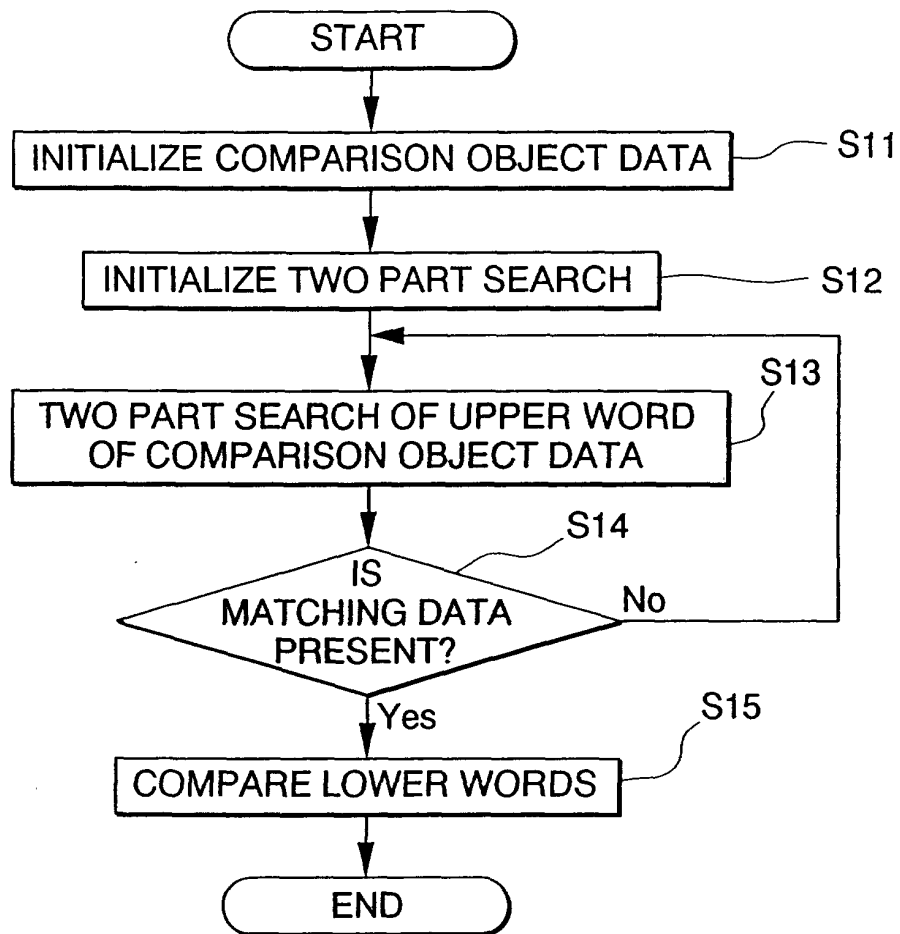 START
INITIALIZE COMPARISON OBJECT DATA
S11
INITIALIZE TWO PART SEARCH
S12
S13
TWO PART SEARCH OF UPPER WORD
OF COMPARISON OBJECT DATA
S14
IS
MATCHING DATA
PRESENT?
No
Yes
S15
COMPARE LOWER WORDS
END